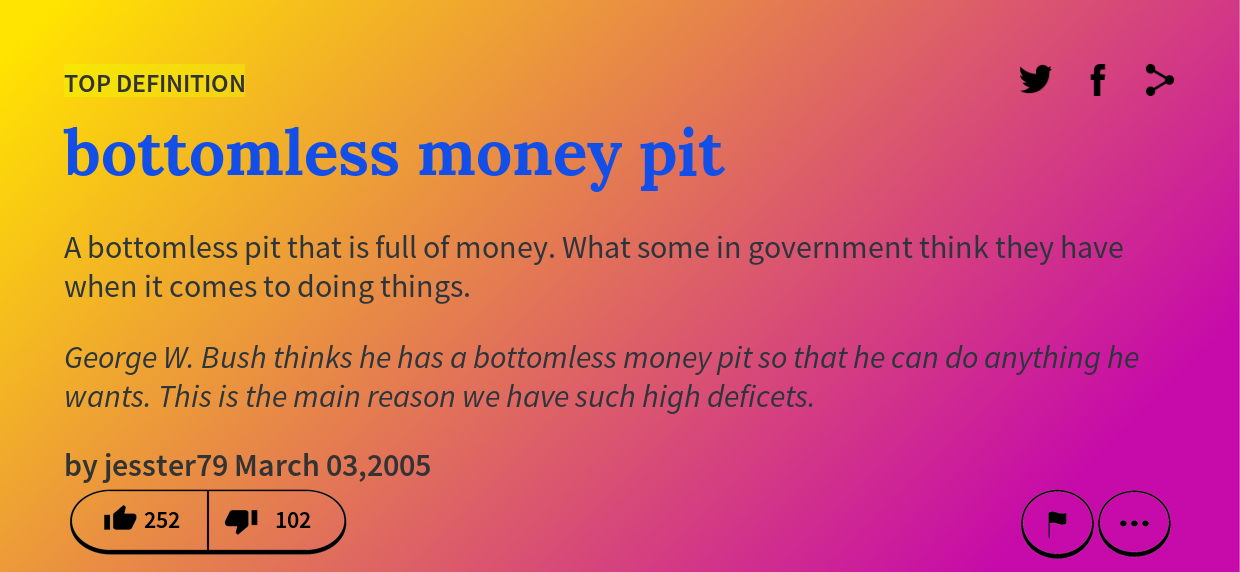 TOP DEFINITION
bottomless money pit
A bottomless pit that is full of money. What some in government think they have
when it comes to doing things.
George W. Bush thinks he has a bottomless money pit so that he can do anything he
wants. This is the main reason we have such high deficets.
by jesster79 March 03,2005
252 102